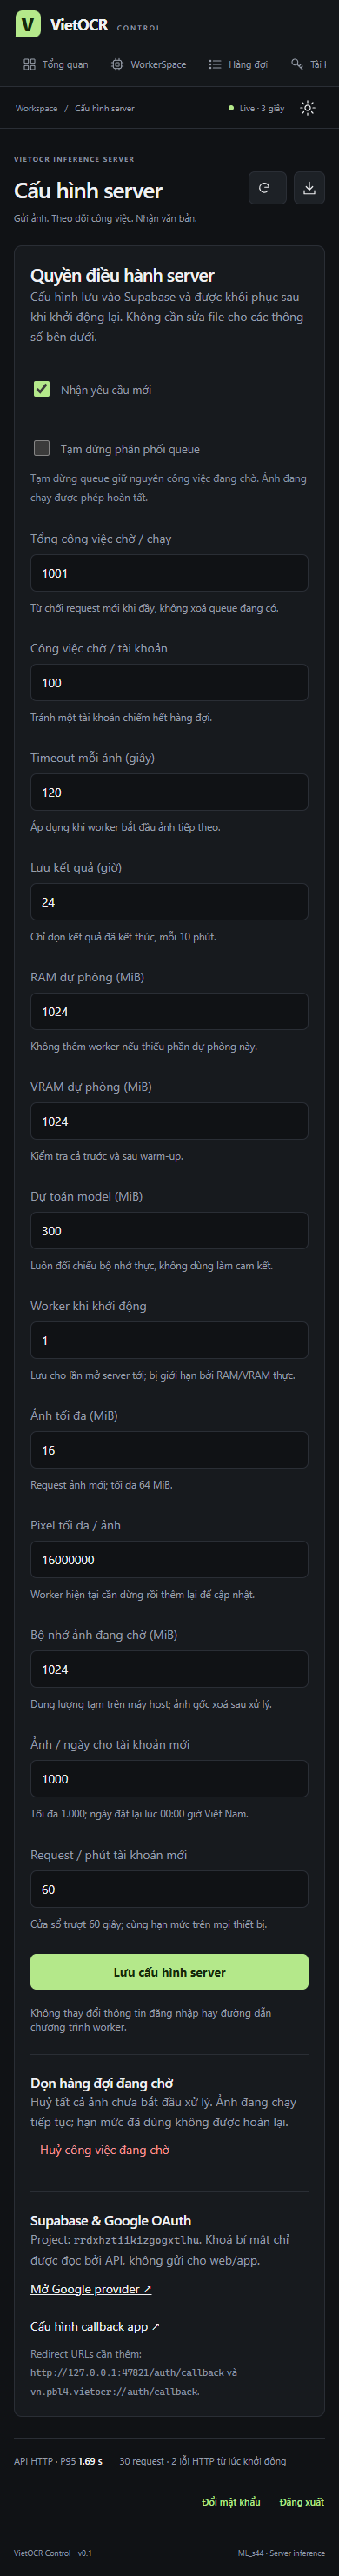 V VietOCR CONTROL
Tổng quan WorkerSpace Hàng đợi Tài k
Workspace / Cấu hình server Live · 3 giây
VIETOCR INFERENCE SERVER
Cấu hình server
Gửi ảnh. Theo dõi công việc. Nhận văn bản.
Quyền điều hành server
Cấu hình lưu vào Supabase và được khôi phục sau
khi khởi động lại. Không cần sửa file cho các thông
số bên dưới.
Nhận yêu cầu mới
Tạm dừng phân phối queue
Tạm dừng queue giữ nguyên công việc đang chờ. Ảnh đang
chạy được phép hoàn tất.
Tổng công việc chờ / chạy
1001
Từ chối request mới khi đầy, không xoá queue đang có.
Công việc chờ / tài khoản
100
Tránh một tài khoản chiếm hết hàng đợi.
Timeout mỗi ảnh (giây)
120
Áp dụng khi worker bắt đầu ảnh tiếp theo.
Lưu kết quả (giờ)
24
Chỉ dọn kết quả đã kết thúc, mỗi 10 phút.
RAM dự phòng (MiB)
1024
Không thêm worker nếu thiếu phần dự phòng này.
VRAM dự phòng (MiB)
1024
Kiểm tra cả trước và sau warm-up.
Dự toán model (MiB)
300
Luôn đối chiếu bộ nhớ thực, không dùng làm cam kết.
Worker khi khởi động
1
Lưu cho lần mở server tới; bị giới hạn bởi RAM/VRAM thực.
Ảnh tối đa (MiB)
16
Request ảnh mới; tối đa 64 MiB.
Pixel tối đa / ảnh
16000000
Worker hiện tại cần dừng rồi thêm lại để cập nhật.
Bộ nhớ ảnh đang chờ (MiB)
1024
Dung lượng tạm trên máy host; ảnh gốc xoá sau xử lý.
Ảnh / ngày cho tài khoản mới
1000
Tối đa 1.000; ngày đặt lại lúc 00:00 giờ Việt Nam.
Request / phút tài khoản mới
60
Cửa sổ trượt 60 giây; cùng hạn mức trên mọi thiết bị.
Lưu cấu hình server
Không thay đổi thông tin đăng nhập hay đường dẫn
chương trình worker.
Dọn hàng đợi đang chờ
Huỷ tất cả ảnh chưa bắt đầu xử lý. Ảnh đang chạy
tiếp tục; hạn mức đã dùng không được hoàn lại.
Huỷ công việc đang chờ
Supabase & Google OAuth
Project: rrdxhztiikizgogxtlhu. Khoá bí mật chỉ
được đọc bởi API, không gửi cho web/app.
Mở Google provider ↗
Cấu hình callback app ↗
Redirect URLs cần thêm:
http://127.0.0.1:47821/auth/callback và
vn.pbl4.vietocr://auth/callback.
API HTTP · P95 1.69 s 30 request · 2 lỗi HTTP từ lúc khởi động
Đổi mật khẩu Đăng xuất
VietOCR Control v0.1 ML_s44 · Server inference